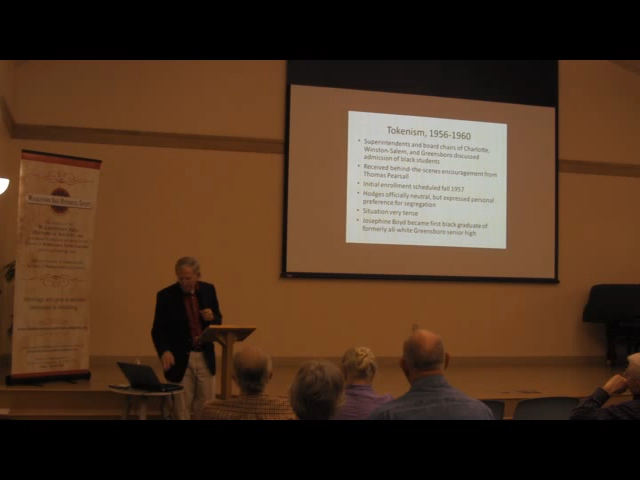 Tokenism, 1956-1960
• Superintendents and board chairs of Charlotte,
Winston-Salem, and Greensboro discussed
admission of black students
• Received behind-the-scenes encouragement from
Thomas Pearsall
• Initial enrollment scheduled fall 1957
• Hodges officially neutral, but expressed personal
preference for segregation
• Situation very tense
• Josephine Boyd became first black graduate of
formerly all-white Greensboro senior high